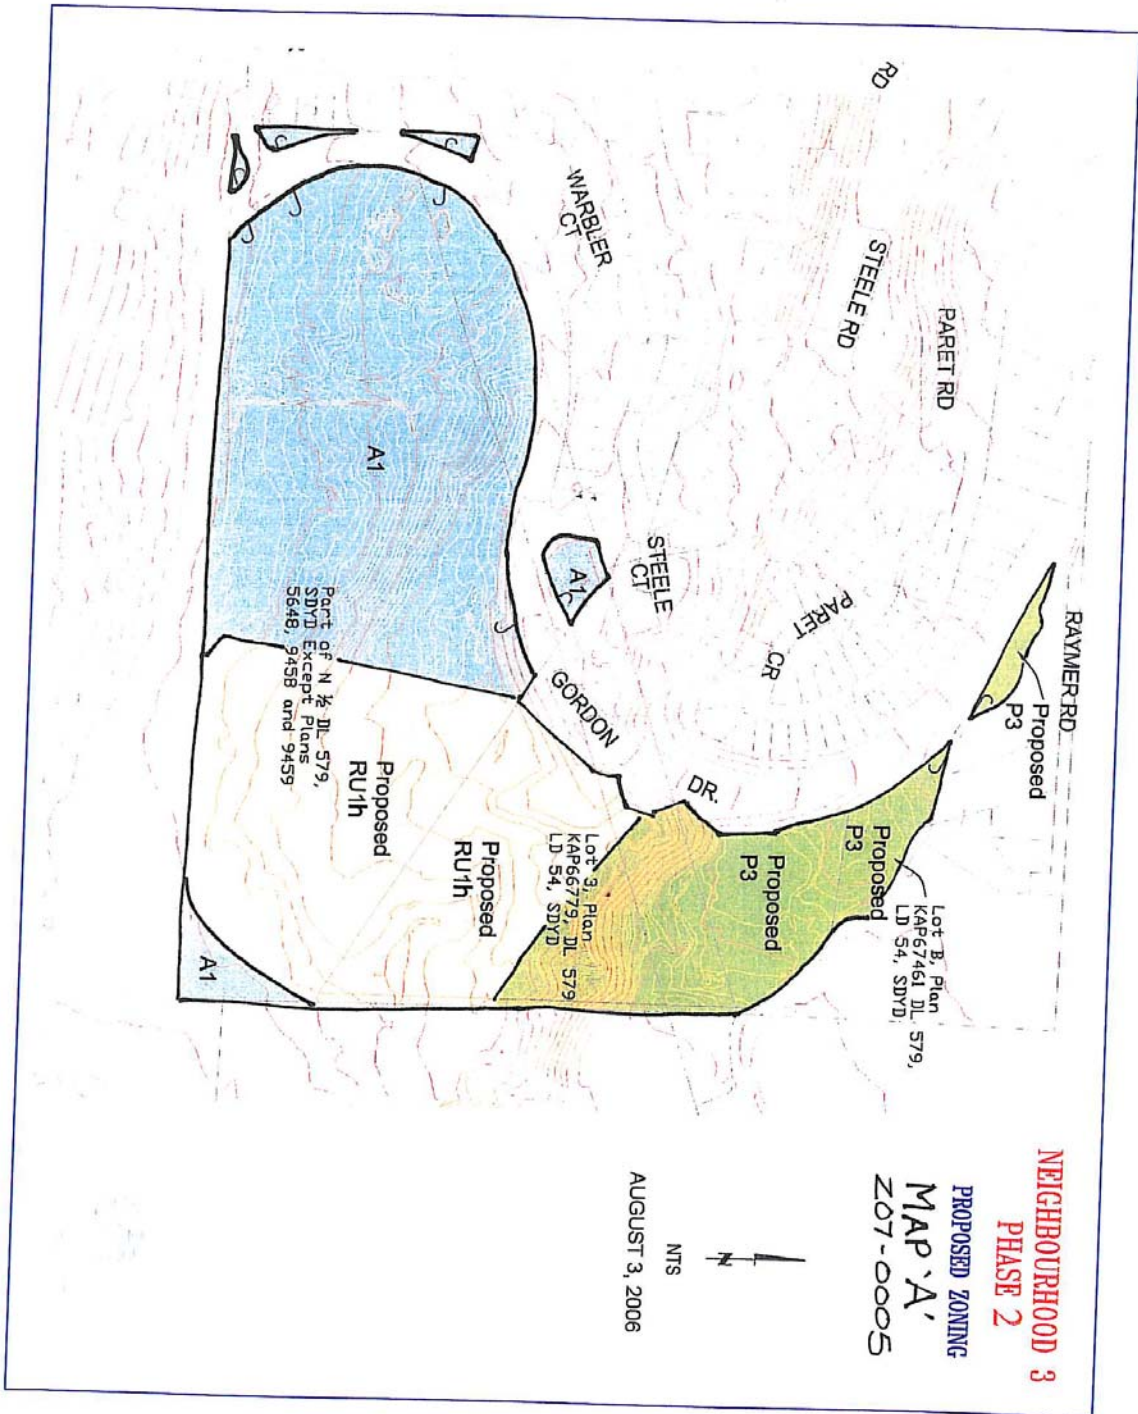 NEIGHBOURHOOD 3
PHASE 2
PROPOSED ZONING
MAP 'A'
Z07-0005
NTS
N
AUGUST 3, 2006
RD
STEELE RD
PARET RD
WARBLER
CT
STEELE
CT
PARET
CR
GORDON
DR.
RAYMER RD
Proposed
P3
Proposed
P3
Proposed
P3
Lot B, Plan
KAP67461 DL 579,
LD 54, SDYD
Lot 3, Plan
KAP66779, DL 579
LD 54, SDYD
Proposed
RU1h
Proposed
RU1h
Part of N ½ DL 579,
SDYD Except Plans
5648, 9458 and 9459
A1
A1
A1